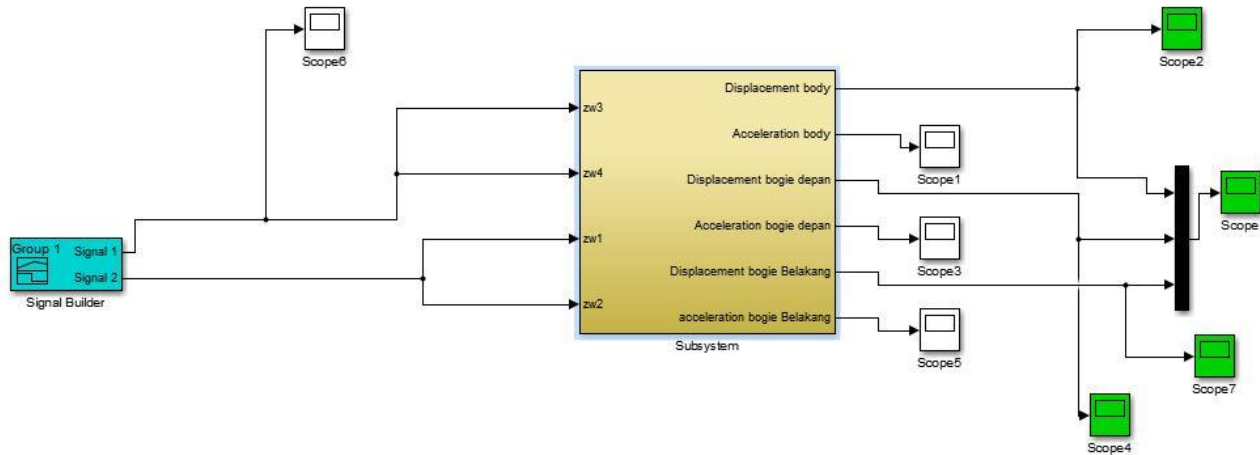 Scope6
Scope2
Displacement body
zw3
Acceleration body
Scope1
zw4
Displacement bogie depan
Scope
Acceleration bogie depan
Scope3
zw1
Group 1
Signal 1
Signal 2
Signal Builder
Displacement bogie Belakang
zw2
acceleration bogie Belakang
Subsystem
Scope5
Scope7
Scope4